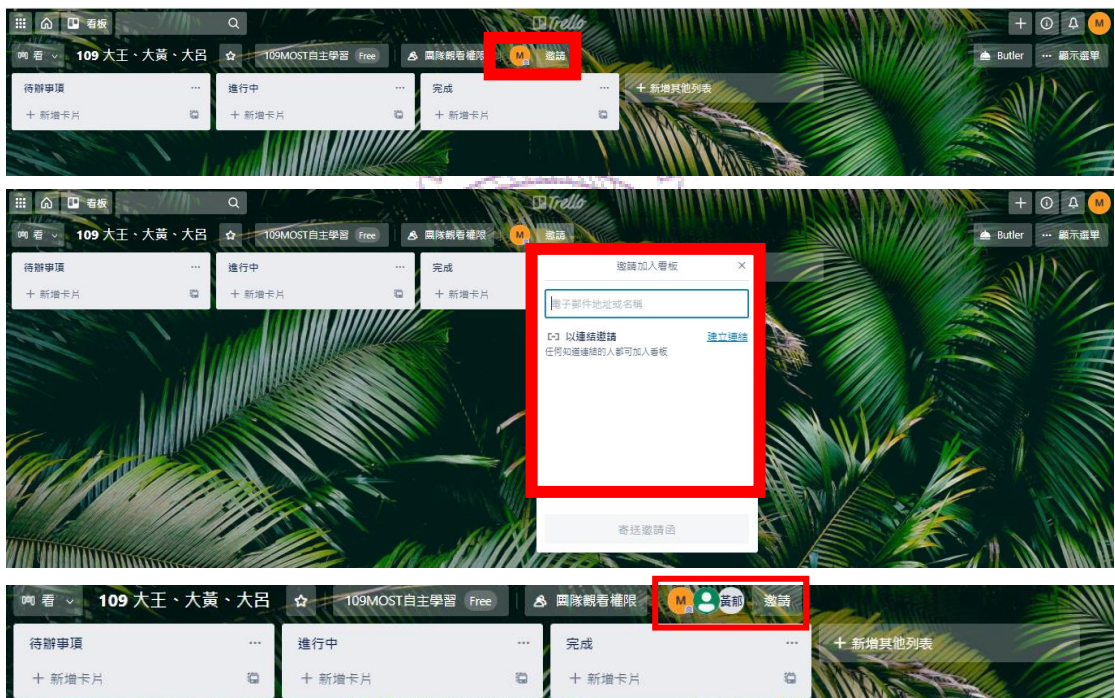 看板 Trello M
看 109 大王、大黃、大呂 109MOST自主學習 Free 團隊觀看權限 M 邀請 Butler ... 顯示選單
待辦事項 ... 進行中 ... 完成 ... + 新增其他列表
+ 新增卡片 + 新增卡片 + 新增卡片
看板 Trello M
看 109 大王、大黃、大呂 109MOST自主學習 Free 團隊觀看權限 M 邀請 Butler ... 顯示選單
待辦事項 ... 進行中 ... 完成
+ 新增卡片 + 新增卡片 + 新增卡片
邀請加入看板 ×
電子郵件地址或名稱
以連結邀請 建立連結
任何知道連結的人都可加入看板
寄送邀請函
看 109 大王、大黃、大呂 109MOST自主學習 Free 團隊觀看權限 M 黃郁 邀請
待辦事項 ... 進行中 ... 完成 ... + 新增其他列表
+ 新增卡片 + 新增卡片 + 新增卡片